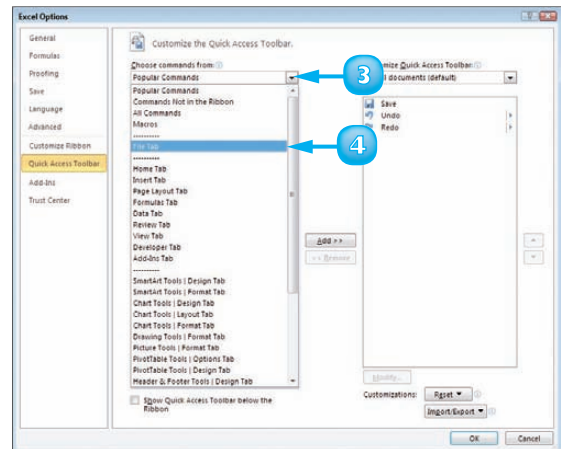 Excel Options
General
Formulas
Proofing
Save
Language
Advanced
Customize Ribbon
Quick Access Toolbar
Add-Ins
Trust Center
Customize the Quick Access Toolbar.
Choose commands from:
Popular Commands
3
Popular Commands
Commands Not in the Ribbon
All Commands
Macros
----------
File Tab
4
----------
Home Tab
Insert Tab
Page Layout Tab
Formulas Tab
Data Tab
Review Tab
View Tab
Developer Tab
Add-Ins Tab
----------
SmartArt Tools | Design Tab
SmartArt Tools | Format Tab
Chart Tools | Design Tab
Chart Tools | Layout Tab
Chart Tools | Format Tab
Drawing Tools | Format Tab
Picture Tools | Format Tab
PivotTable Tools | Options Tab
PivotTable Tools | Design Tab
Header & Footer Tools | Design Tab
Show Quick Access Toolbar below the
Ribbon
Add >>
<< Remove
Quick Access Toolbar:
documents (default)
Save
Undo
Redo
Modify...
Customizations:
Reset
Import/Export
OK
Cancel